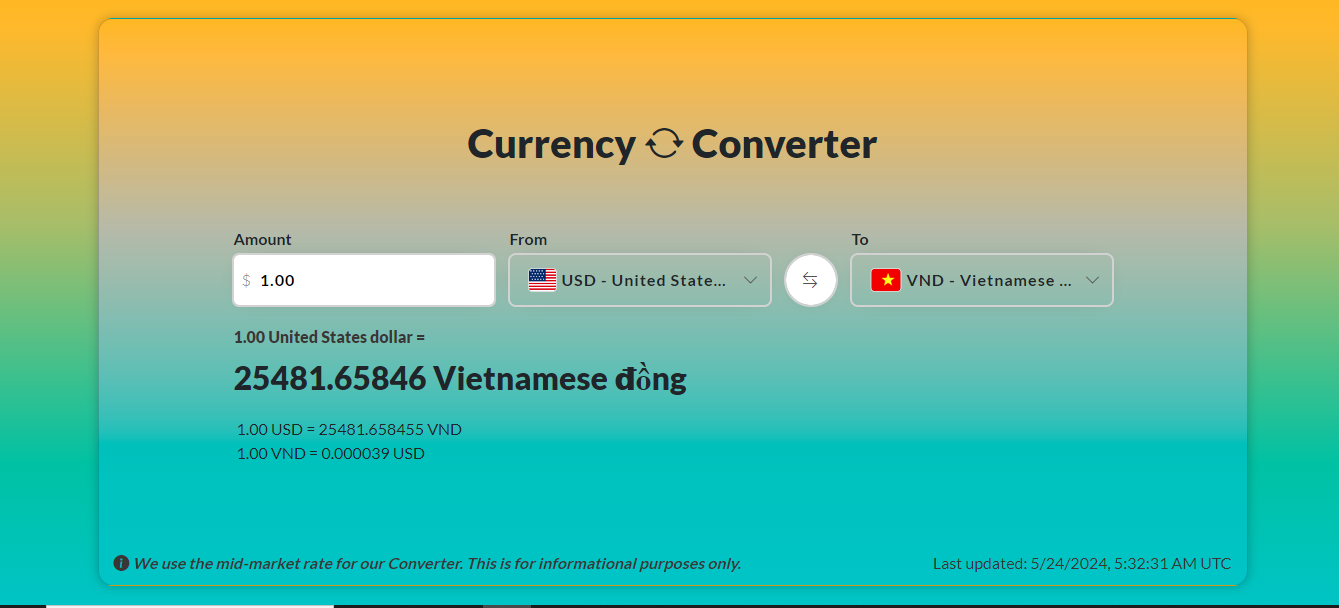 Currency Converter
Amount From To
$ 1.00 USD - United State... VND - Vietnamese ...
1.00 United States dollar =
25481.65846 Vietnamese đồng
1.00 USD = 25481.658455 VND
1.00 VND = 0.000039 USD
We use the mid-market rate for our Converter. This is for informational purposes only. Last updated: 5/24/2024, 5:32:31 AM UTC